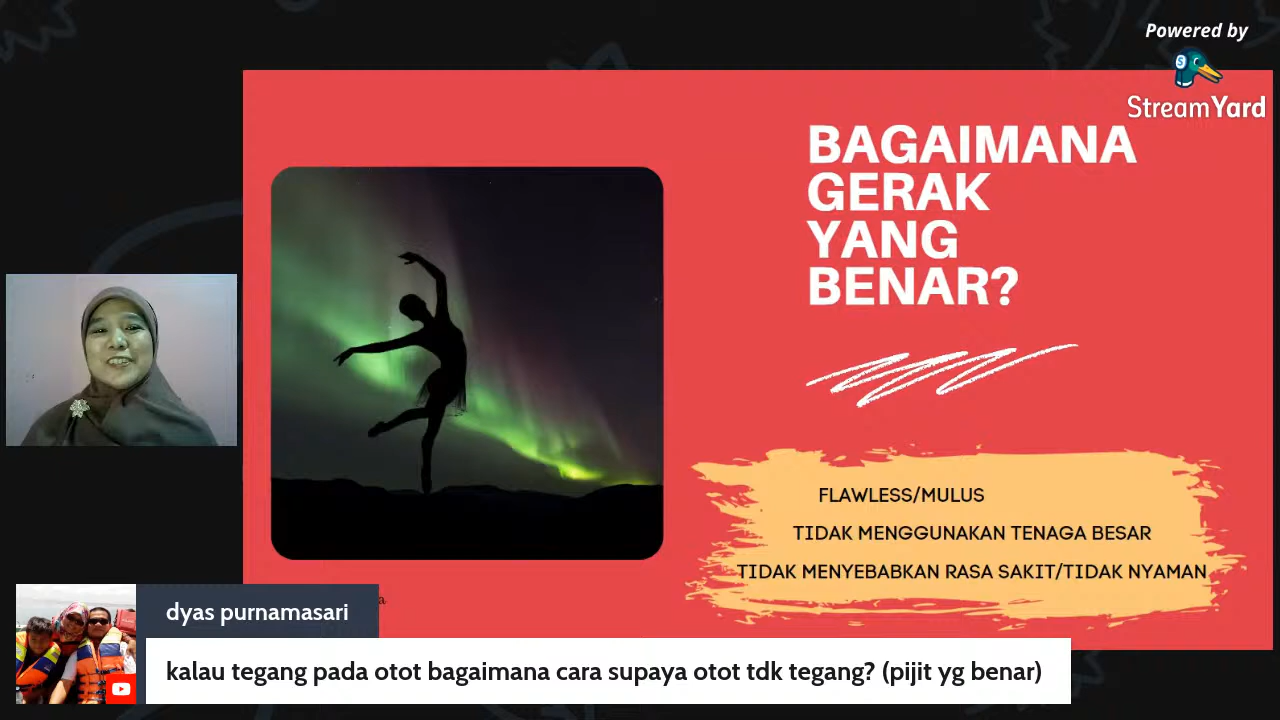 Powered by
StreamYard
BAGAIMANA
GERAK
YANG
BENAR?
FLAWLESS/MULUS
TIDAK MENGGUNAKAN TENAGA BESAR
TIDAK MENYEBABKAN RASA SAKIT/TIDAK NYAMAN
dyas purnamasari
kalau tegang pada otot bagaimana cara supaya otot tdk tegang? (pijit yg benar)